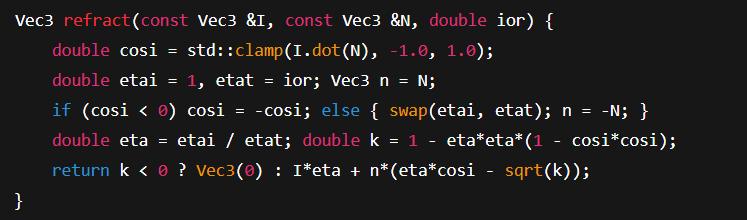 Vec3 refract(const Vec3 &I, const Vec3 &N, double ior) {
    double cosi = std::clamp(I.dot(N), -1.0, 1.0);
    double etai = 1, etat = ior; Vec3 n = N;
    if (cosi < 0) cosi = -cosi; else { swap(etai, etat); n = -N; }
    double eta = etai / etat; double k = 1 - eta*eta*(1 - cosi*cosi);
    return k < 0 ? Vec3(0) : I*eta + n*(eta*cosi - sqrt(k));
}